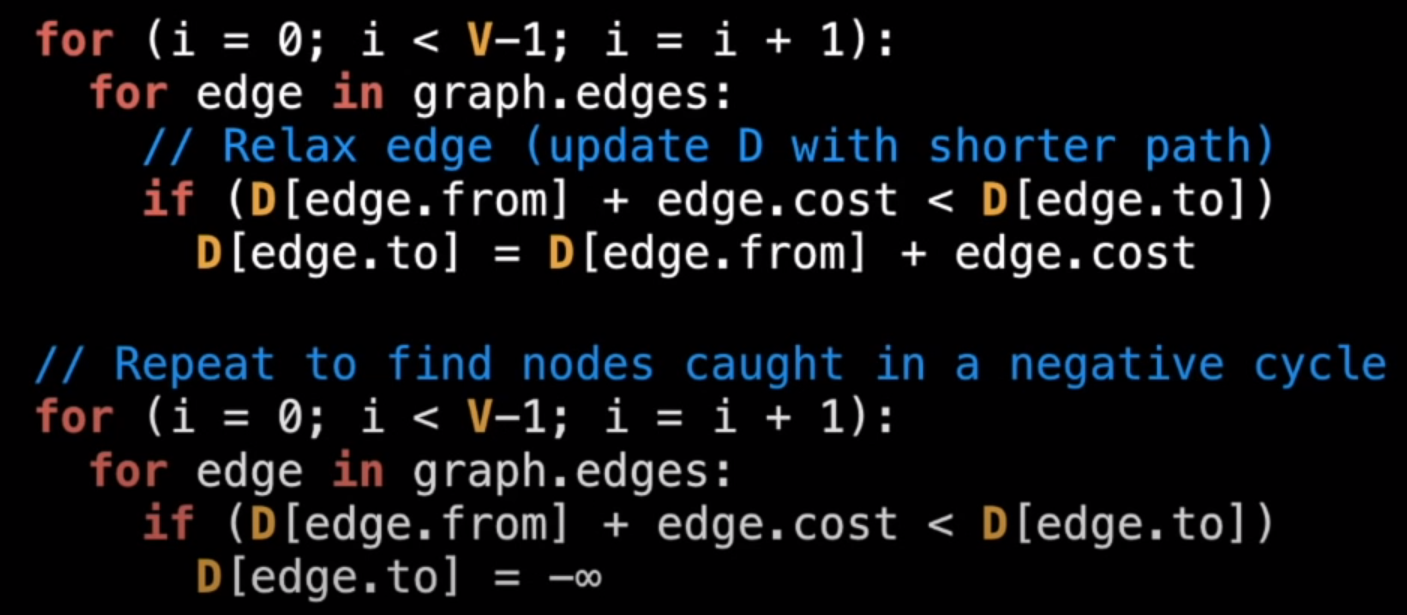 for (i = 0; i < V-1; i = i + 1):
for edge in graph.edges:
// Relax edge (update D with shorter path)
if (D[edge.from] + edge.cost < D[edge.to])
D[edge.to] = D[edge.from] + edge.cost
// Repeat to find nodes caught in a negative cycle
for (i = 0; i < V-1; i = i + 1):
for edge in graph.edges:
if (D[edge.from] + edge.cost < D[edge.to])
D[edge.to] = -∞